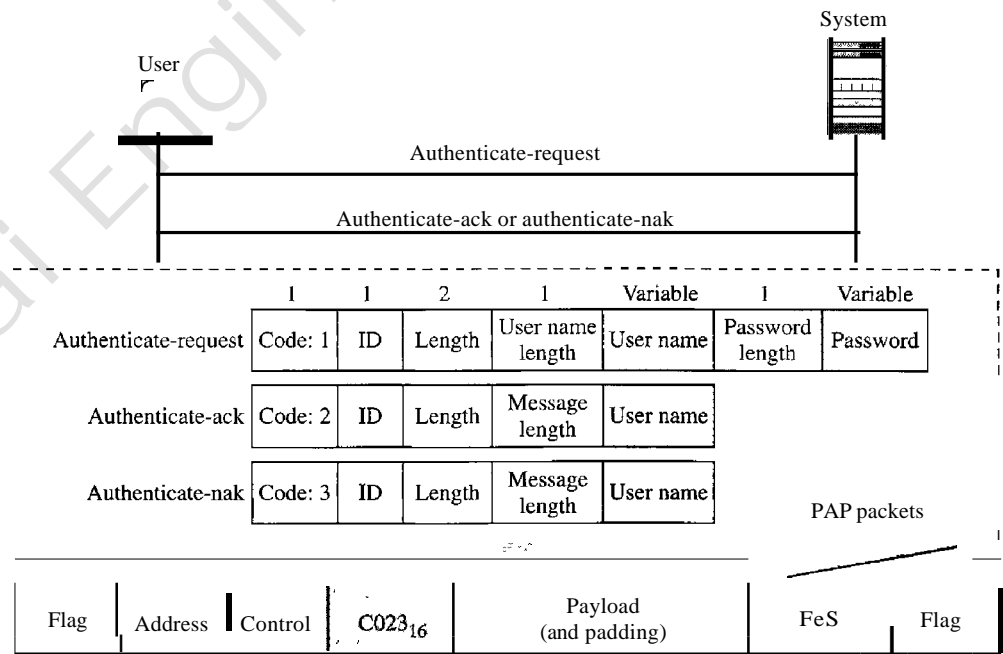 System
User
Authenticate-request
Authenticate-ack or authenticate-nak
1 1 2 1 Variable 1 Variable
Authenticate-request Code: 1 ID Length User name length User name Password length Password
Authenticate-ack Code: 2 ID Length Message length User name
Authenticate-nak Code: 3 ID Length Message length User name
PAP packets
Flag Address Control C023₁₆ Payload (and padding) FeS Flag